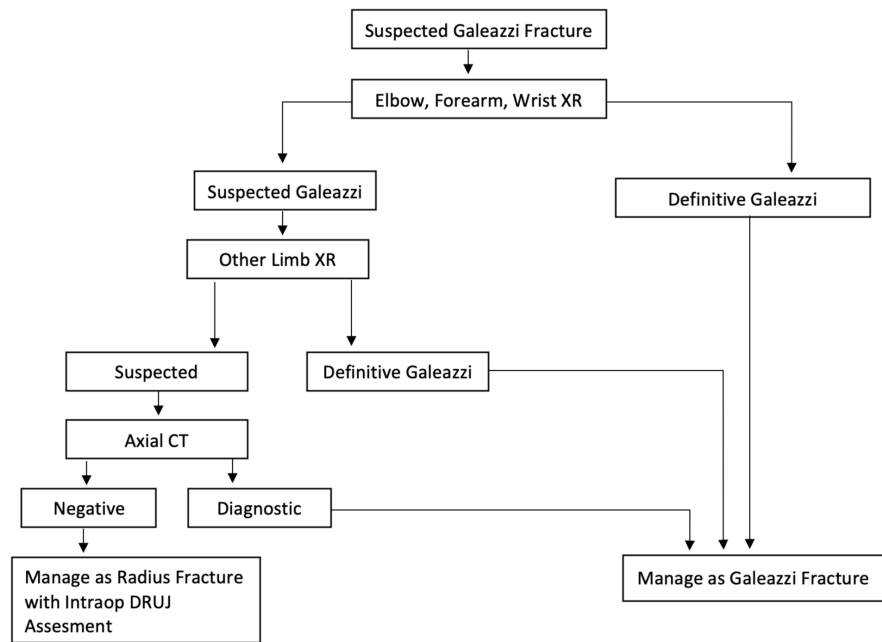 Suspected Galeazzi Fracture
Elbow, Forearm, Wrist XR
Suspected Galeazzi
Definitive Galeazzi
Other Limb XR
Suspected
Definitive Galeazzi
Axial CT
Negative
Diagnostic
Manage as Radius Fracture
with Intraop DRUJ
Assesment
Manage as Galeazzi Fracture